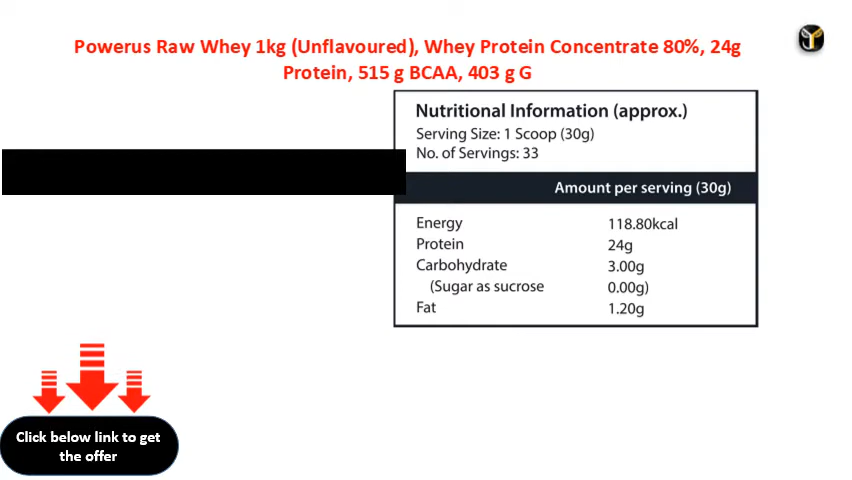 Powerus Raw Whey 1kg (Unflavoured), Whey Protein Concentrate 80%, 24g
Protein, 515 g BCAA, 403 g G
Nutritional Information (approx.)
Serving Size: 1 Scoop (30g)
No. of Servings: 33
Amount per serving (30g)
Energy 118.80kcal
Protein 24g
Carbohydrate 3.00g
(Sugar as sucrose 0.00g)
Fat 1.20g
Click below link to get
the offer